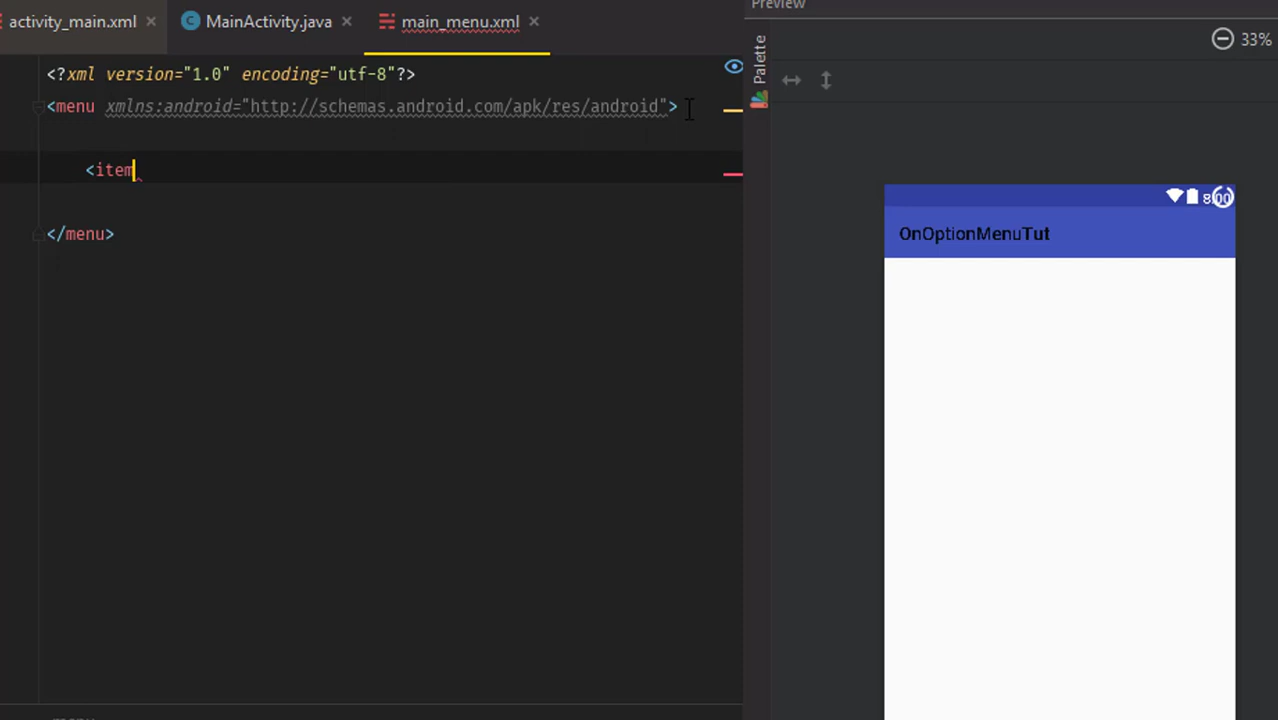 activity_main.xml
MainActivity.java
main_menu.xml
Preview
33%
Palette
<?xml version="1.0" encoding="utf-8"?>
<menu xmlns:android="http://schemas.android.com/apk/res/android">
<item
</menu>
8:00
OnOptionMenuTut